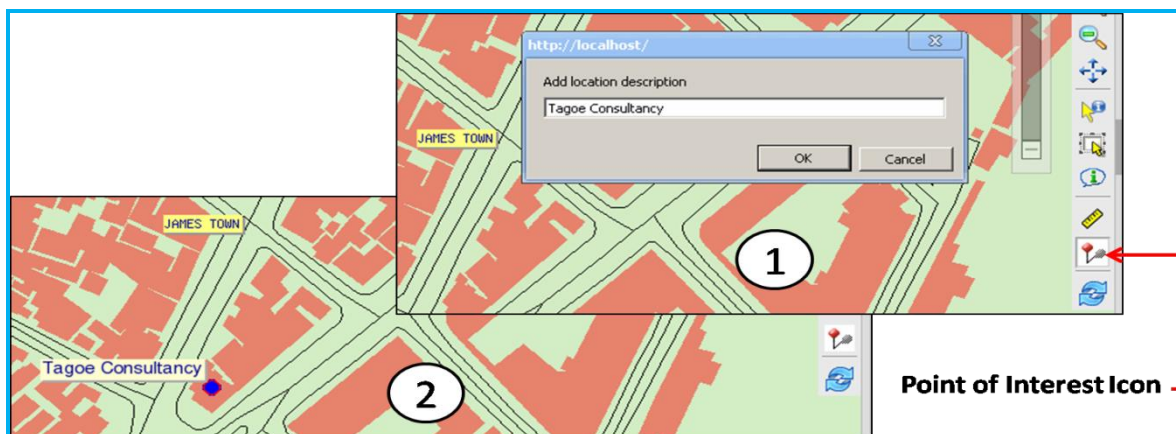 http://localhost/
Add location description
Tagoe Consultancy
OK
Cancel
JAMES TOWN
1
JAMES TOWN
Tagoe Consultancy
2
Point of Interest Icon